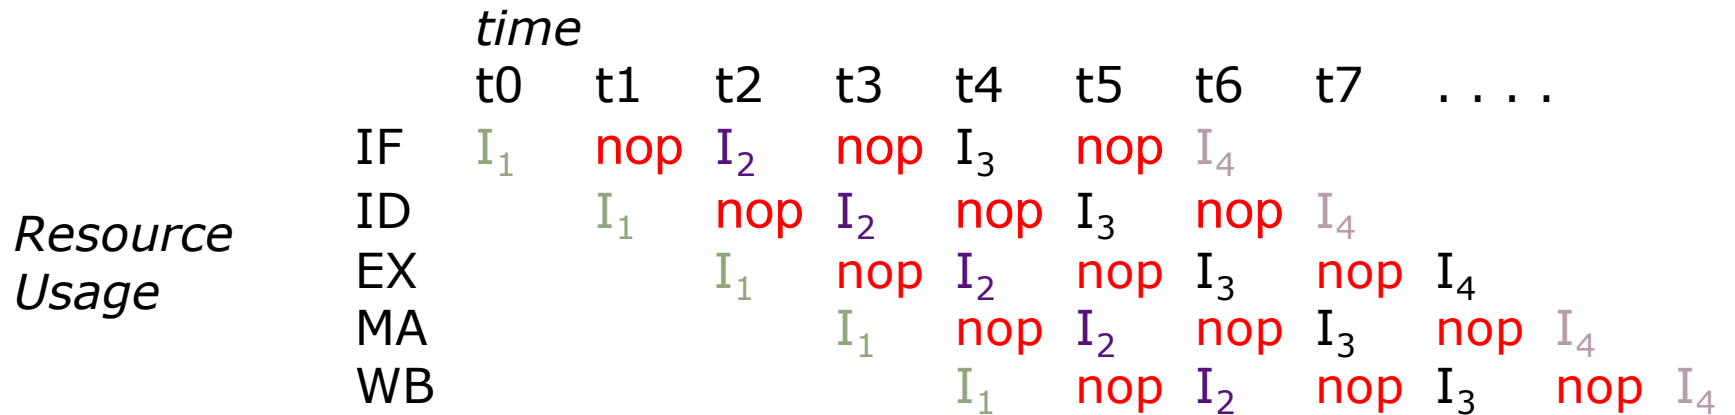 time
t0 t1 t2 t3 t4 t5 t6 t7 . . . .
IF I₁ nop I₂ nop I₃ nop I₄
ID I₁ nop I₂ nop I₃ nop I₄
Resource
Usage
EX I₁ nop I₂ nop I₃ nop I₄
MA I₁ nop I₂ nop I₃ nop I₄
WB I₁ nop I₂ nop I₃ nop I₄